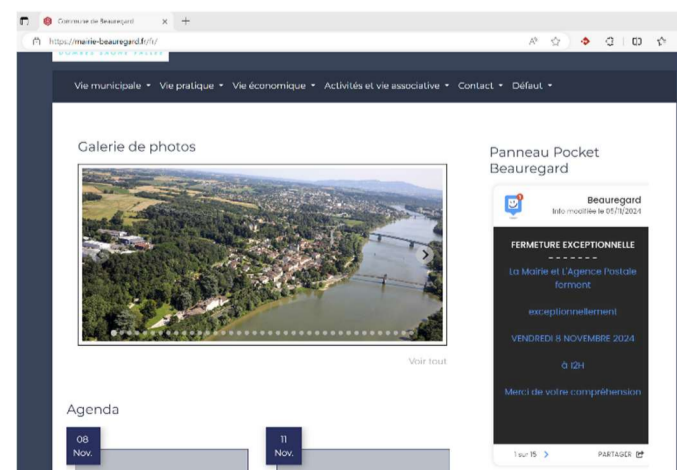 Commune de Beauregard
https://mairie-beauregard.fr/fr/
DOMBES SAÔNE VALLÉE
Vie municipale Vie pratique Vie économique Activités et vie associative Contact Défaut
Galerie de photos
Voir tout
Agenda
08
Nov.
11
Nov.
Panneau Pocket
Beauregard
Beauregard
Info modifiée le 05/11/2024
FERMETURE EXCEPTIONNELLE
-------
La Mairie et L'Agence Postale
ferment
exceptionnellement
VENDREDI 8 NOVEMBRE 2024
à 12H
Merci de votre compréhension
1 sur 15
PARTAGER